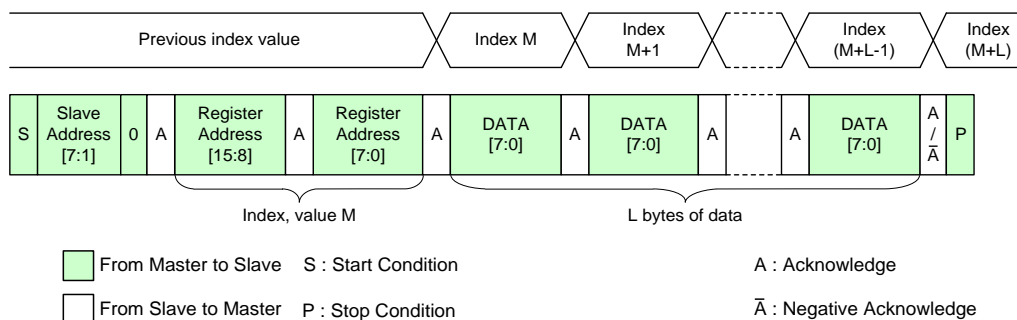 Previous index value
Index M
Index
M+1
Index
(M+L-1)
Index
(M+L)
S
Slave
Address
[7:1]
0
A
Register
Address
[15:8]
A
Register
Address
[7:0]
A
DATA
[7:0]
A
DATA
[7:0]
A
A
DATA
[7:0]
A
/
Ā
P
Index, value M
L bytes of data
From Master to Slave
S : Start Condition
A : Acknowledge
From Slave to Master
P : Stop Condition
Ā : Negative Acknowledge